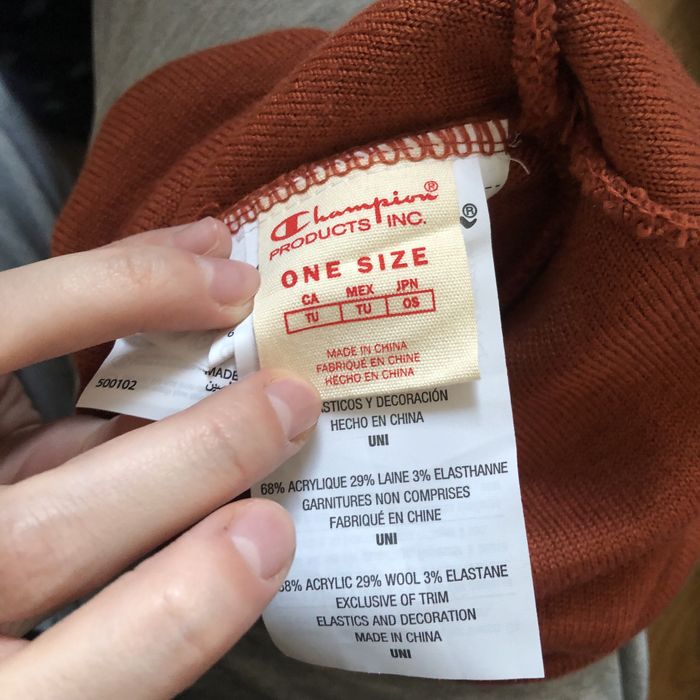 Champion®
PRODUCTS INC.
ONE SIZE
CA MEX JPN
TU TU OS
MADE IN CHINA
FABRIQUÉ EN CHINE
HECHO EN CHINA
®
MADE
500102
Y DECORACIÓN
HECHO EN CHINA
UNI
68% ACRYLIQUE 29% LAINE 3% ELASTHANNE
GARNITURES NON COMPRISES
FABRIQUÉ EN CHINE
UNI
68% ACRYLIC 29% WOOL 3% ELASTANE
EXCLUSIVE OF TRIM
ELASTICS AND DECORATION
MADE IN CHINA
UNI